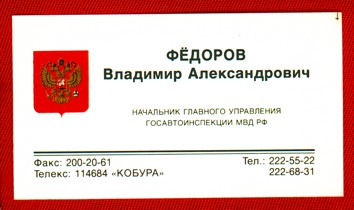 ФЁДОРОВ
Владимир Александрович
НАЧАЛЬНИК ГЛАВНОГО УПРАВЛЕНИЯ
ГОСАВТОИНСПЕКЦИИ МВД РФ
Факс: 200-20-61 Тел.: 222-55-22
Телекс: 114684 «КОБУРА» 222-68-31